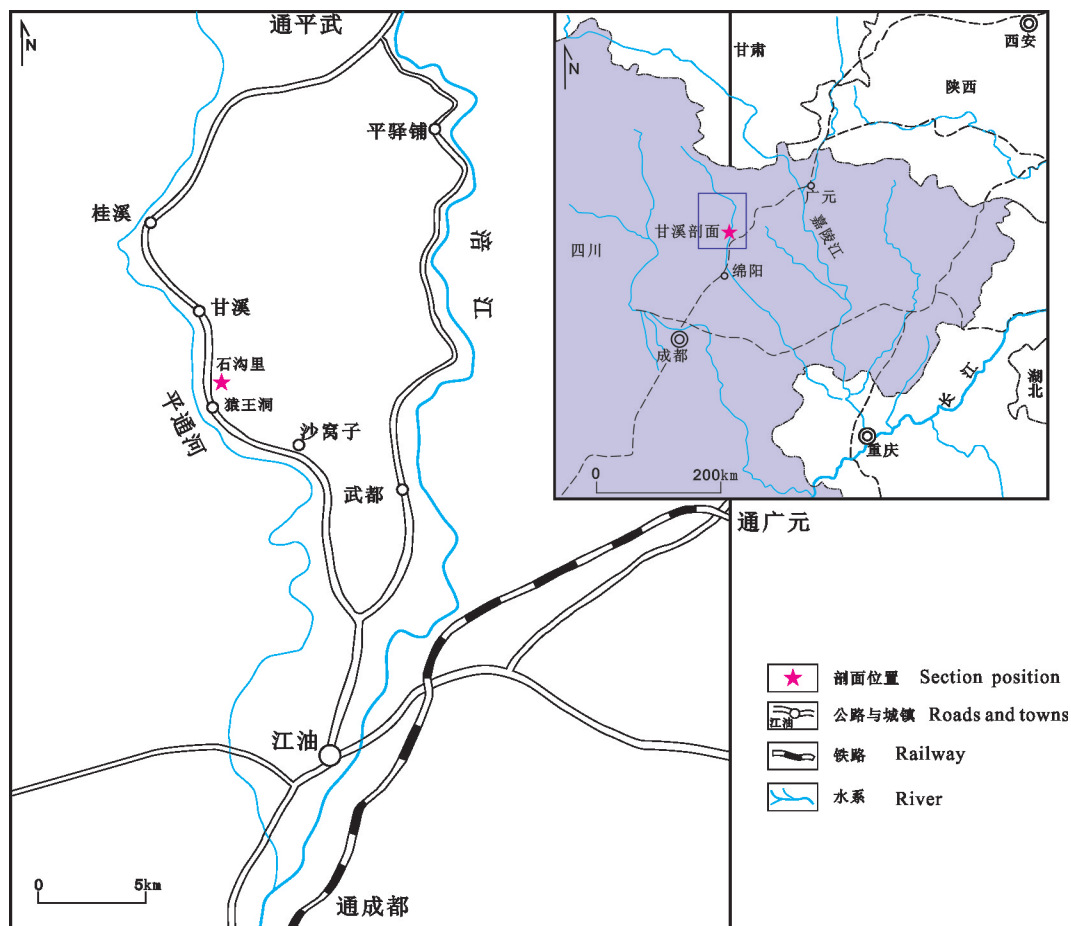 通平武
N
平驿铺
桂溪
涪江
甘溪
石沟里
猿王洞
平通河
沙窝子
武都
江油
0 5km
通成都
通广元
N
甘肃
西安
陕西
广元
嘉陵江
甘溪剖面
四川
绵阳
成都
长江
湖北
重庆
0 200km
剖面位置 Section position
江油
公路与城镇 Roads and towns
铁路 Railway
水系 River